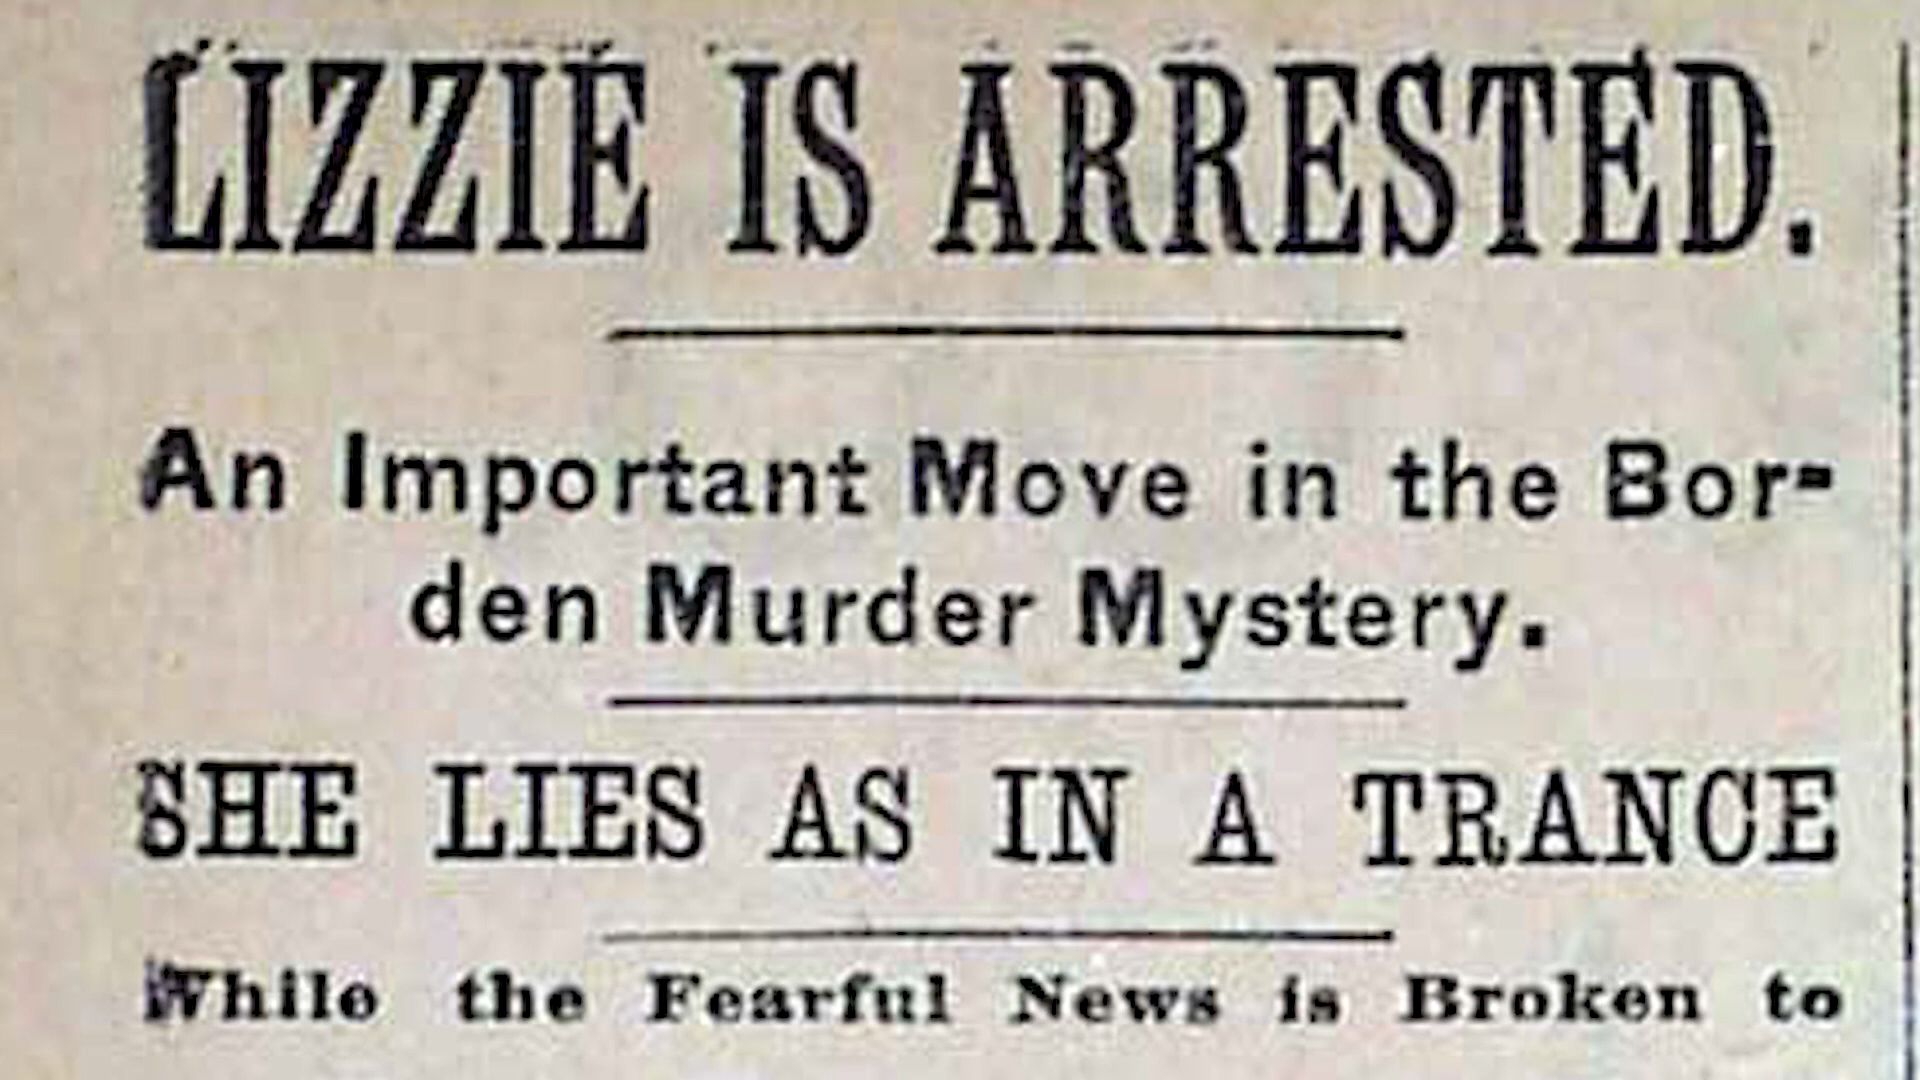 LIZZIE IS ARRESTED.
An Important Move in the Bor-
den Murder Mystery.
SHE LIES AS IN A TRANCE
While the Fearful News is Broken to